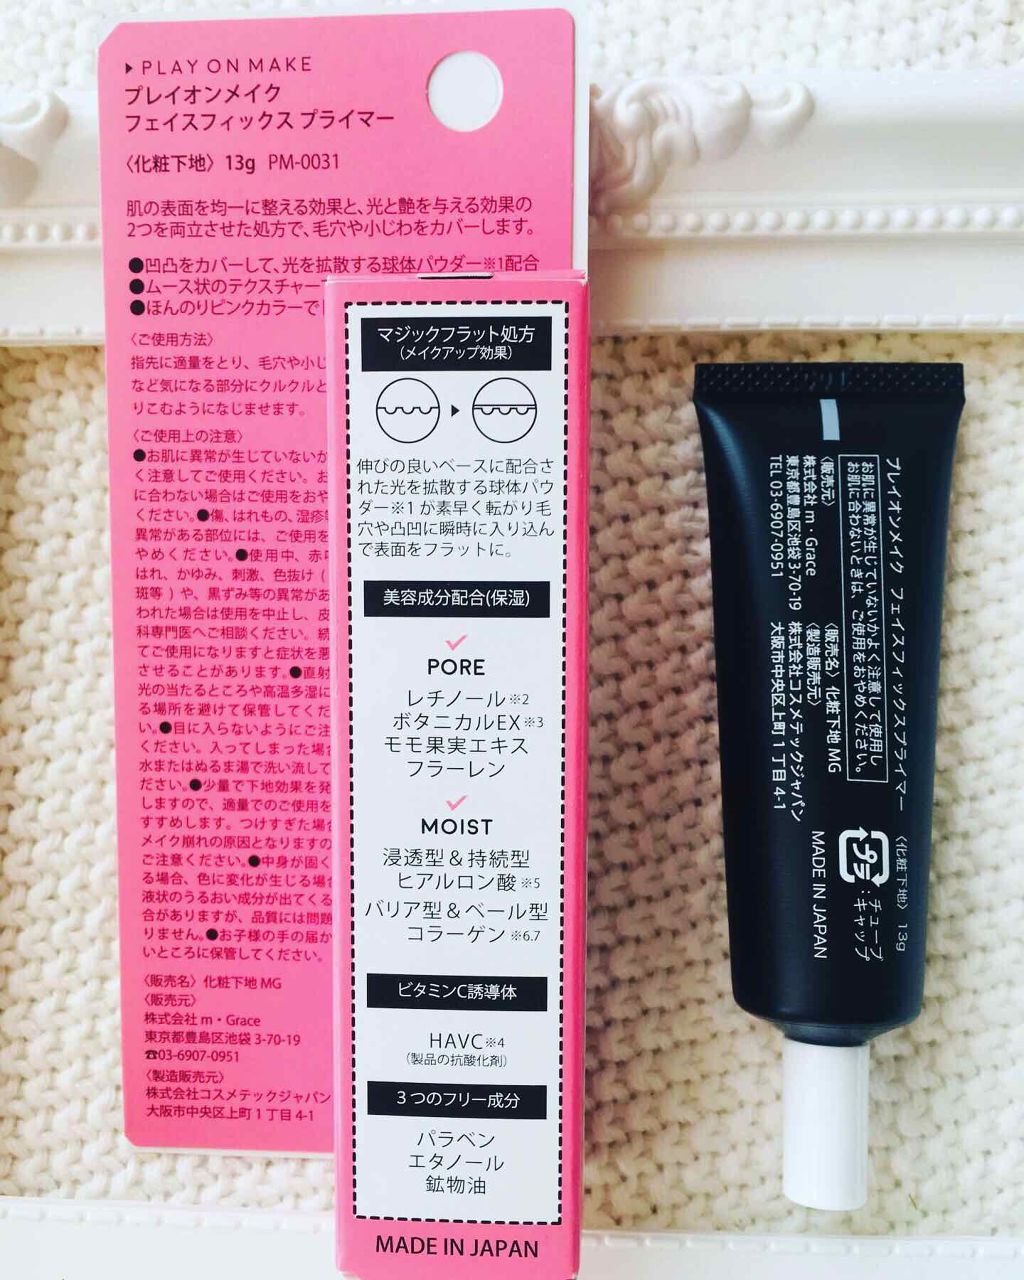 PLAY ON MAKE
プレイオンメイク
フェイスフィックス プライマー
〈化粧下地〉 13g PM-0031
肌の表面を均一に整える効果と、光と艶を与える効果の
2つを両立させた処方で、毛穴や小じわをカバーします。
●凹凸をカバーして、光を拡散する球体パウダー※1配合
●ムース状のテクスチャー
●ほんのりピンクカラーで
〈ご使用方法〉
指先に適量をとり、毛穴や小じ
など気になる部分にクルクルと
りこむようになじませます。
〈ご使用上の注意〉
●お肌に異常が生じていないか
く注意してご使用ください。お
に合わない場合はご使用をおや
ください。●傷、はれもの、湿疹
異常がある部位には、ご使用を
やめください。●使用中、赤
はれ、かゆみ、刺激、色抜け(
斑等)や、黒ずみ等の異常があ
われた場合は使用を中止し、皮
科専門医へご相談ください。続
てご使用になりますと症状を悪
させることがあります。●直射
光の当たるところや高温多湿に
る場所を避けて保管してくだ
い。●目に入らないようにご注
ください。入ってしまった場合
水またはぬるま湯で洗い流して
ださい。●少量で下地効果を発
しますので、適量でのご使用を
すすめします。つけすぎた場合
メイク崩れの原因となりますの
ご注意ください。●中身が固く
る場合、色に変化が生じる場合
液状のうるおい成分が出てくる
合がありますが、品質には問題
りません。●お子様の手の届か
いところに保管してください。
〈販売名〉化粧下地 MG
〈販売元〉
株式会社 m・Grace
東京都豊島区池袋 3-70-19
☎03-6907-0951
〈製造販売元〉
株式会社コスメテックジャパン
大阪市中央区上町 1 丁目 4-1
マジックフラット処方
(メイクアップ効果)
伸びの良いベースに配合さ
れた光を拡散する球体パウ
ダー※1 が素早く転がり毛
穴や凸凹に瞬時に入り込ん
で表面をフラットに。
美容成分配合(保湿)
PORE
レチノール※2
ボタニカルEX※3
モモ果実エキス
フラーレン
MOIST
浸透型&持続型
ヒアルロン酸※5
バリア型&ベール型
コラーゲン※6.7
ビタミンC誘導体
HAVC※4
(製品の抗酸化剤)
3つのフリー成分
パラベン
エタノール
鉱物油
MADE IN JAPAN
プレイオンメイク フェイスフィックスプライマー 〈化粧下地〉 13g
お肌に異常が生じていないかよく注意して使用し
お肌に合わないときは、ご使用をおやめください。
プラ
:チューブ
:キャップ
〈販売元〉
株式会社 m・Grace
東京都豊島区池袋 3-70-19
TEL 03-6907-0951
〈販売名〉化粧下地 MG
〈製造販売元〉
株式会社コスメテックジャパン
大阪市中央区上町 1 丁目 4-1
MADE IN JAPAN